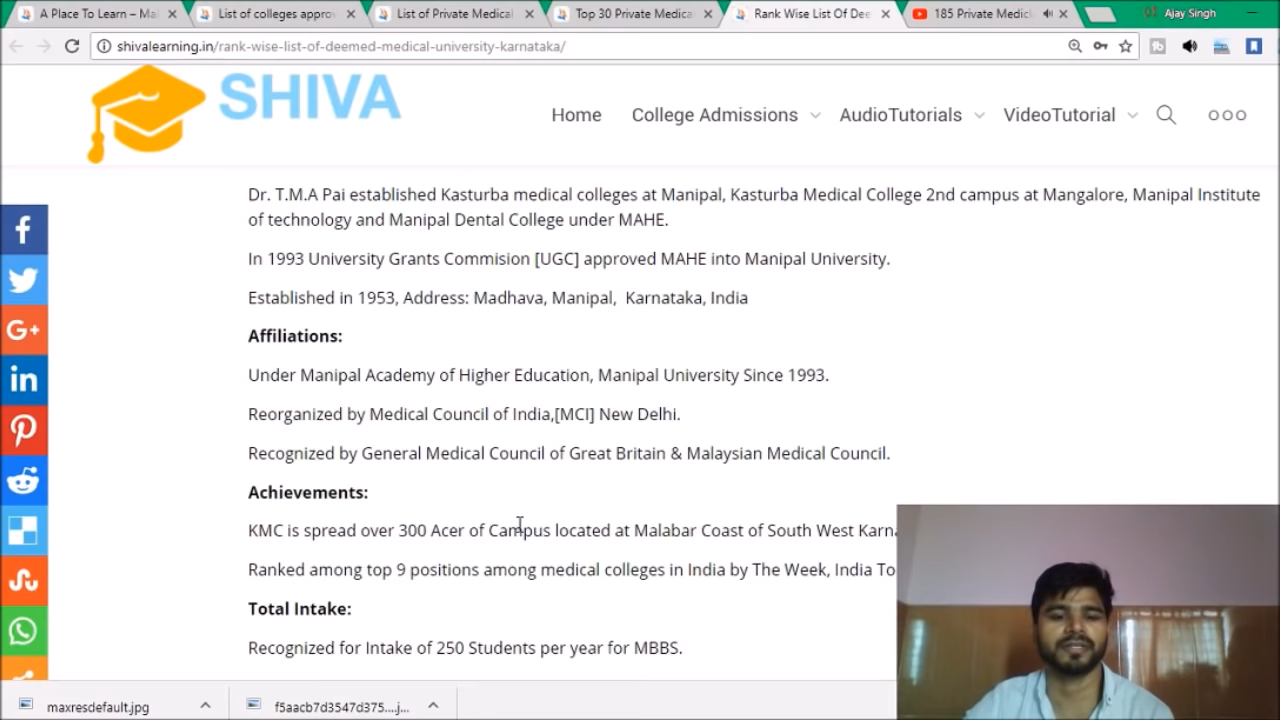 A Place To Learn – Ma
List of colleges approv
List of Private Medical
Top 30 Private Medica
Rank Wise List Of Dee
185 Private Medic
Ajay Singh
shivalearning.in/rank-wise-list-of-deemed-medical-university-karnataka/
SHIVA
Home
College Admissions
AudioTutorials
VideoTutorial
Dr. T.M.A Pai established Kasturba medical colleges at Manipal, Kasturba Medical College 2nd campus at Mangalore, Manipal Institute
of technology and Manipal Dental College under MAHE.
In 1993 University Grants Commision [UGC] approved MAHE into Manipal University.
Established in 1953, Address: Madhava, Manipal, Karnataka, India
Affiliations:
Under Manipal Academy of Higher Education, Manipal University Since 1993.
Reorganized by Medical Council of India,[MCI] New Delhi.
Recognized by General Medical Council of Great Britain & Malaysian Medical Council.
Achievements:
KMC is spread over 300 Acer of Campus located at Malabar Coast of South West Karna
Ranked among top 9 positions among medical colleges in India by The Week, India To
Total Intake:
Recognized for Intake of 250 Students per year for MBBS.
maxresdefault.jpg
f5aacb7d3547d375....j...